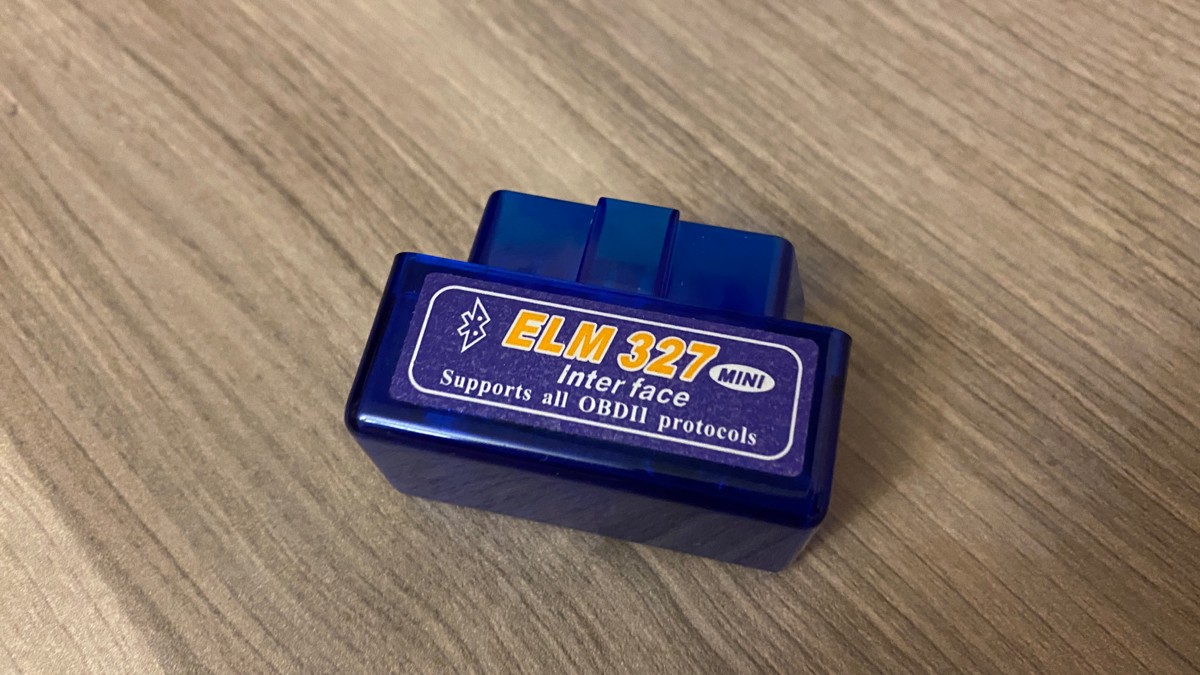 ELM 327 MINI
Inter face
Supports all OBDII protocols